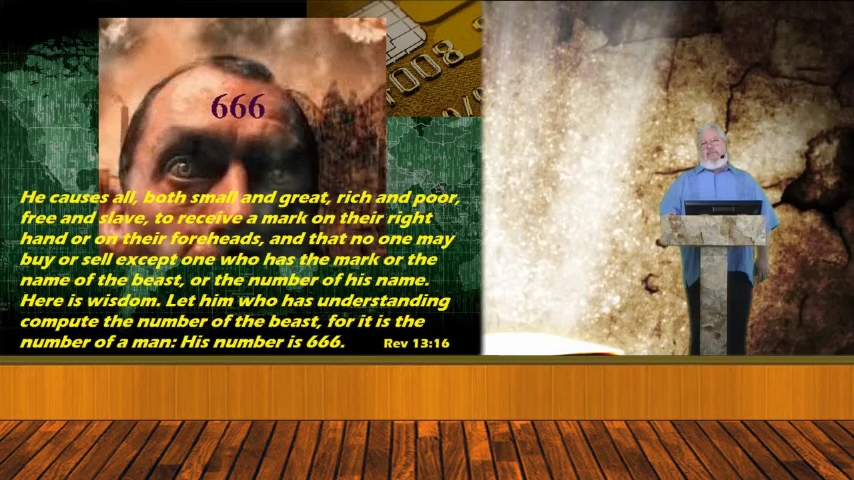 666
He causes all, both small and great, rich and poor,
free and slave, to receive a mark on their right
hand or on their foreheads, and that no one may
buy or sell except one who has the mark or the
name of the beast, or the number of his name.
Here is wisdom. Let him who has understanding
compute the number of the beast, for it is the
number of a man: His number is 666. Rev 13:16